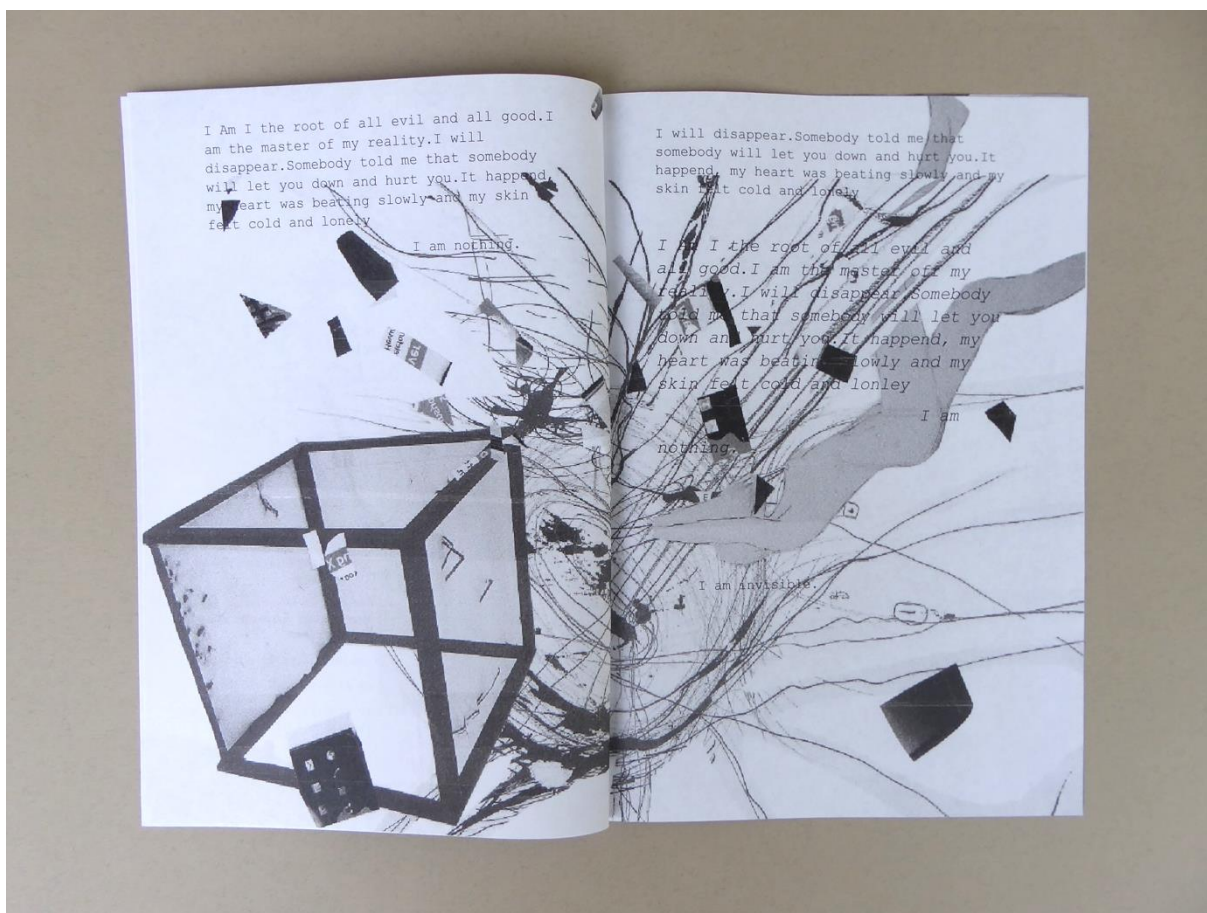 I Am I the root of all evil and all good.I
am the master of my reality.I will
disappear.Somebody told me that somebody
will let you down and hurt you.It happend,
my heart was beating slowly and my skin
felt cold and lonely
I am nothing.
X pr
I will disappear.Somebody told me that
somebody will let you down and hurt you.It
happend, my heart was beating slowly and my
skin felt cold and lonely
I Am I the root of all evil and
all good.I am the master off my
reality.I will disappear.Somebody
told me that somebody will let you
down and hurt you.It happend, my
heart was beating slowly and my
skin felt cold and lonley
I am
nothing.
I am invisible.